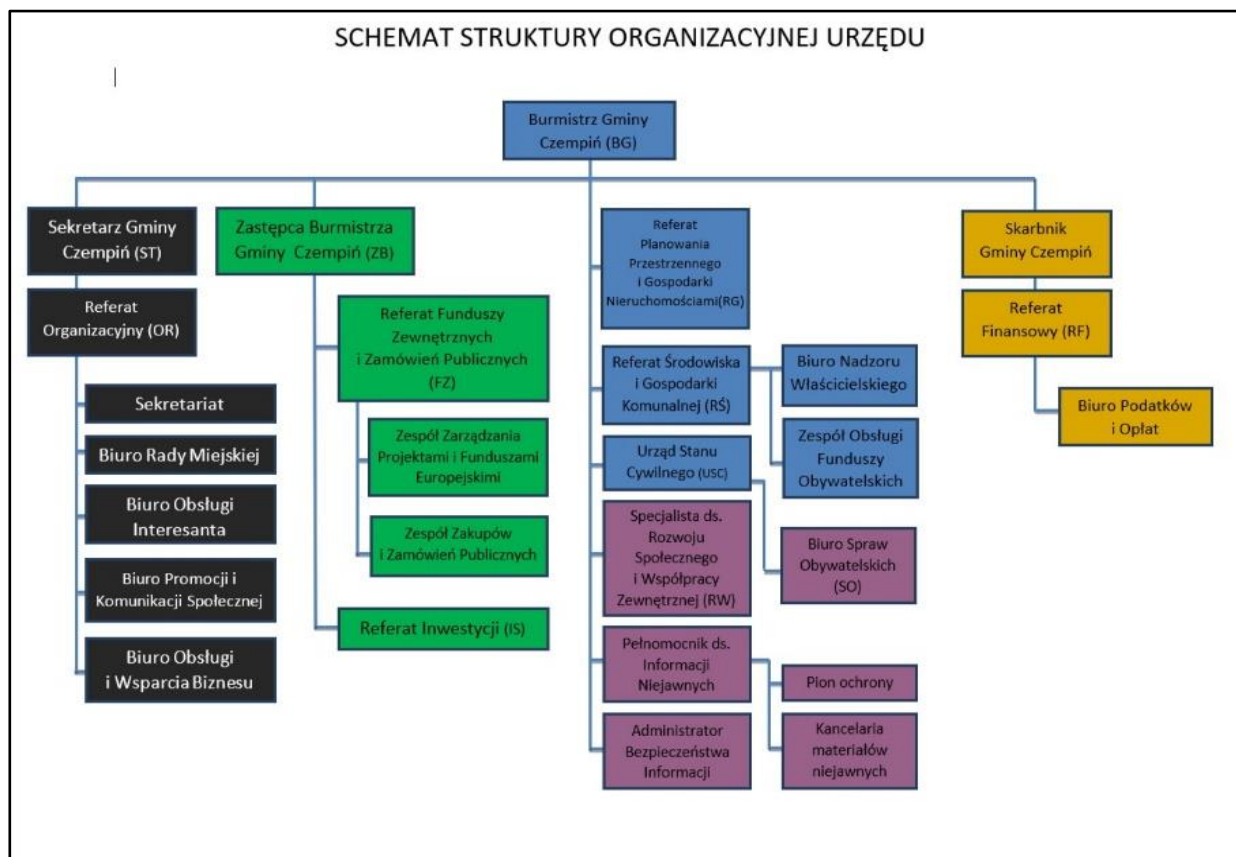 SCHEMAT STRUKTURY ORGANIZACYJNEJ URZĘDU
Burmistrz Gminy
Czempiń (BG)
Sekretarz Gminy
Czempiń (ST)
Referat
Organizacyjny (OR)
Sekretariat
Biuro Rady Miejskiej
Biuro Obsługi
Interesanta
Biuro Promocji i
Komunikacji Społecznej
Biuro Obsługi
i Wsparcia Biznesu
Zastępca Burmistrza
Gminy Czempiń (ZB)
Referat Funduszy
Zewnętrznych
i Zamówień Publicznych
(FZ)
Zespół Zarządzania
Projektami i Funduszami
Europejskimi
Zespół Zakupów
i Zamówień Publicznych
Referat Inwestycji (IS)
Referat
Planowania
Przestrzennego
i Gospodarki
Nieruchomościami(RG)
Referat Środowiska
i Gospodarki
Komunalnej (RŚ)
Biuro Nadzoru
Właścicielskiego
Zespół Obsługi
Funduszy
Obywatelskich
Urząd Stanu
Cywilnego (USC)
Biuro Spraw
Obywatelskich
(SO)
Specjalista ds.
Rozwoju
Społecznego
i Współpracy
Zewnętrznej (RW)
Pełnomocnik ds.
Informacji
Niejawnych
Pion ochrony
Kancelaria
materiałów
niejawnych
Administrator
Bezpieczeństwa
Informacji
Skarbnik
Gminy Czempiń
Referat
Finansowy (RF)
Biuro Podatków
i Opłat